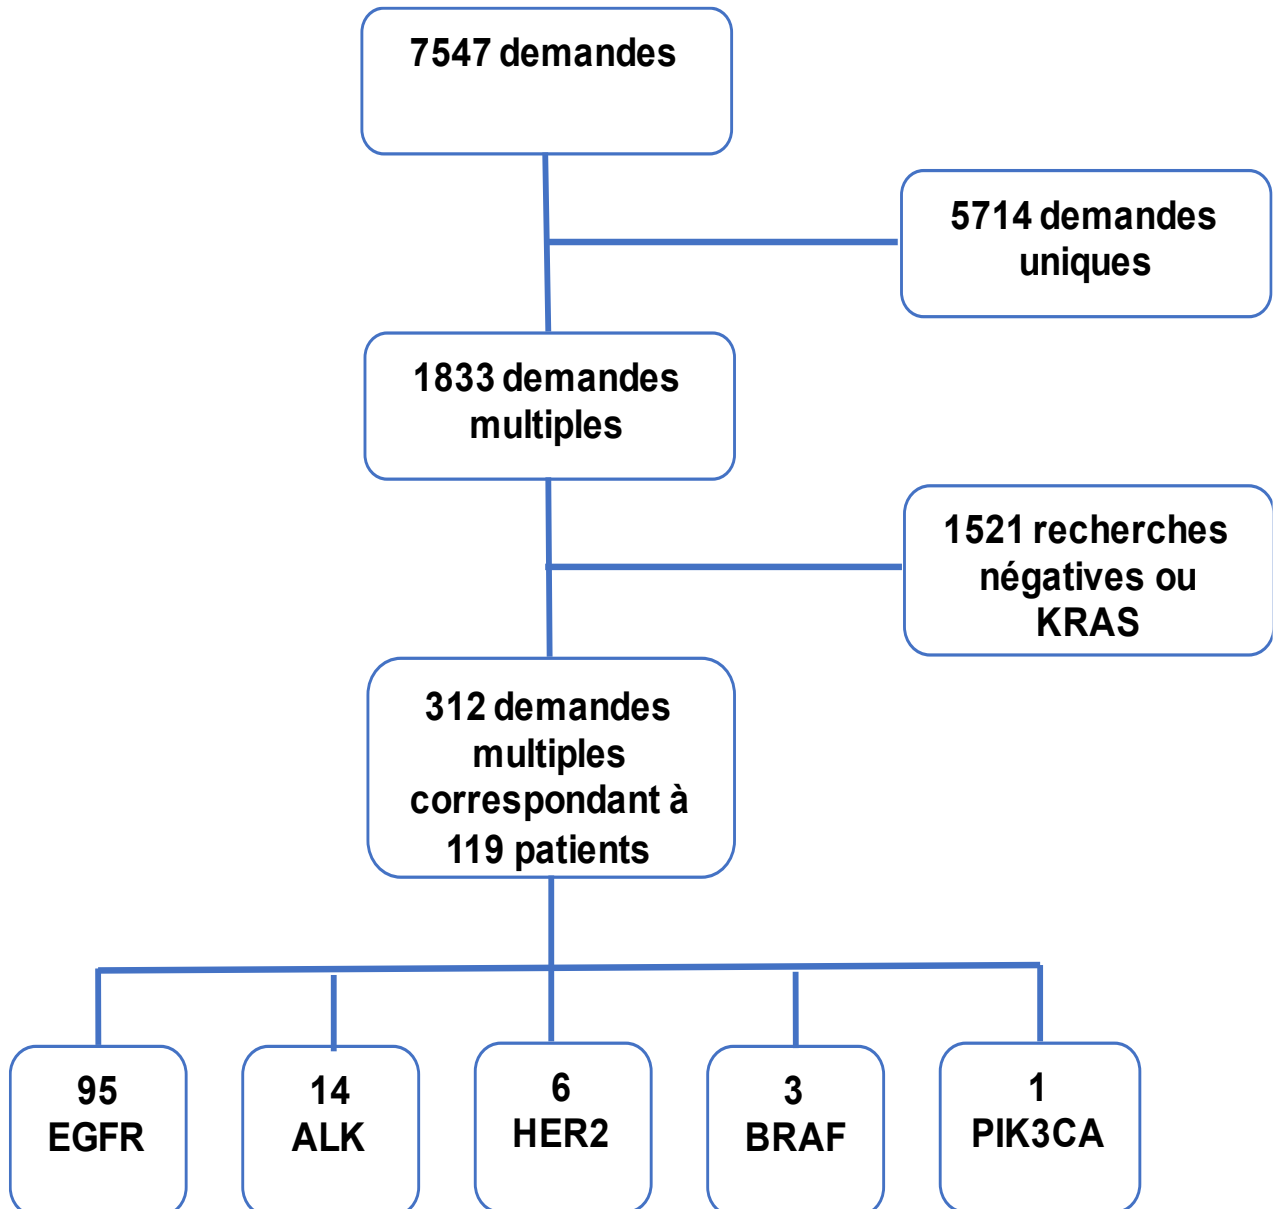 7547 demandes
5714 demandes
uniques
1833 demandes
multiples
1521 recherches
négatives ou
KRAS
312 demandes
multiples
correspondant à
119 patients
95
EGFR
14
ALK
6
HER2
3
BRAF
1
PIK3CA